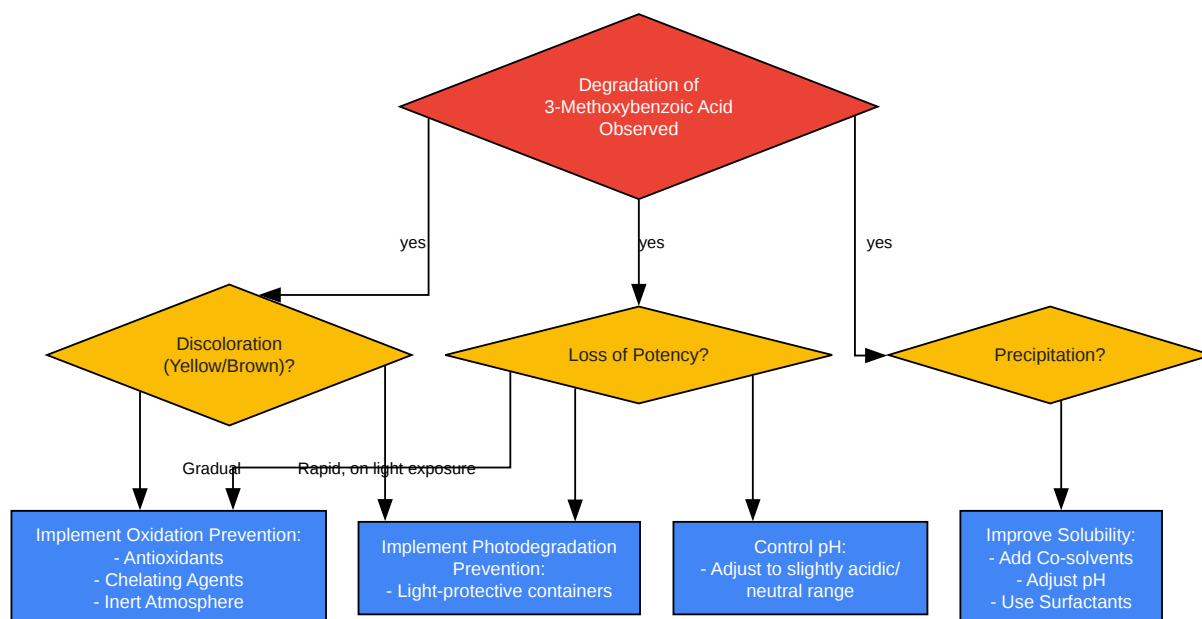 Degradation of
3-Methoxybenzoic Acid
Observed
yes
yes
yes
Discoloration
(Yellow/Brown)?
Loss of Potency?
Precipitation?
Gradual
Rapid, on light exposure
Implement Oxidation Prevention:
- Antioxidants
- Chelating Agents
- Inert Atmosphere
Implement Photodegradation
Prevention:
- Light-protective containers
Control pH:
- Adjust to slightly acidic/
neutral range
Improve Solubility:
- Add Co-solvents
- Adjust pH
- Use Surfactants